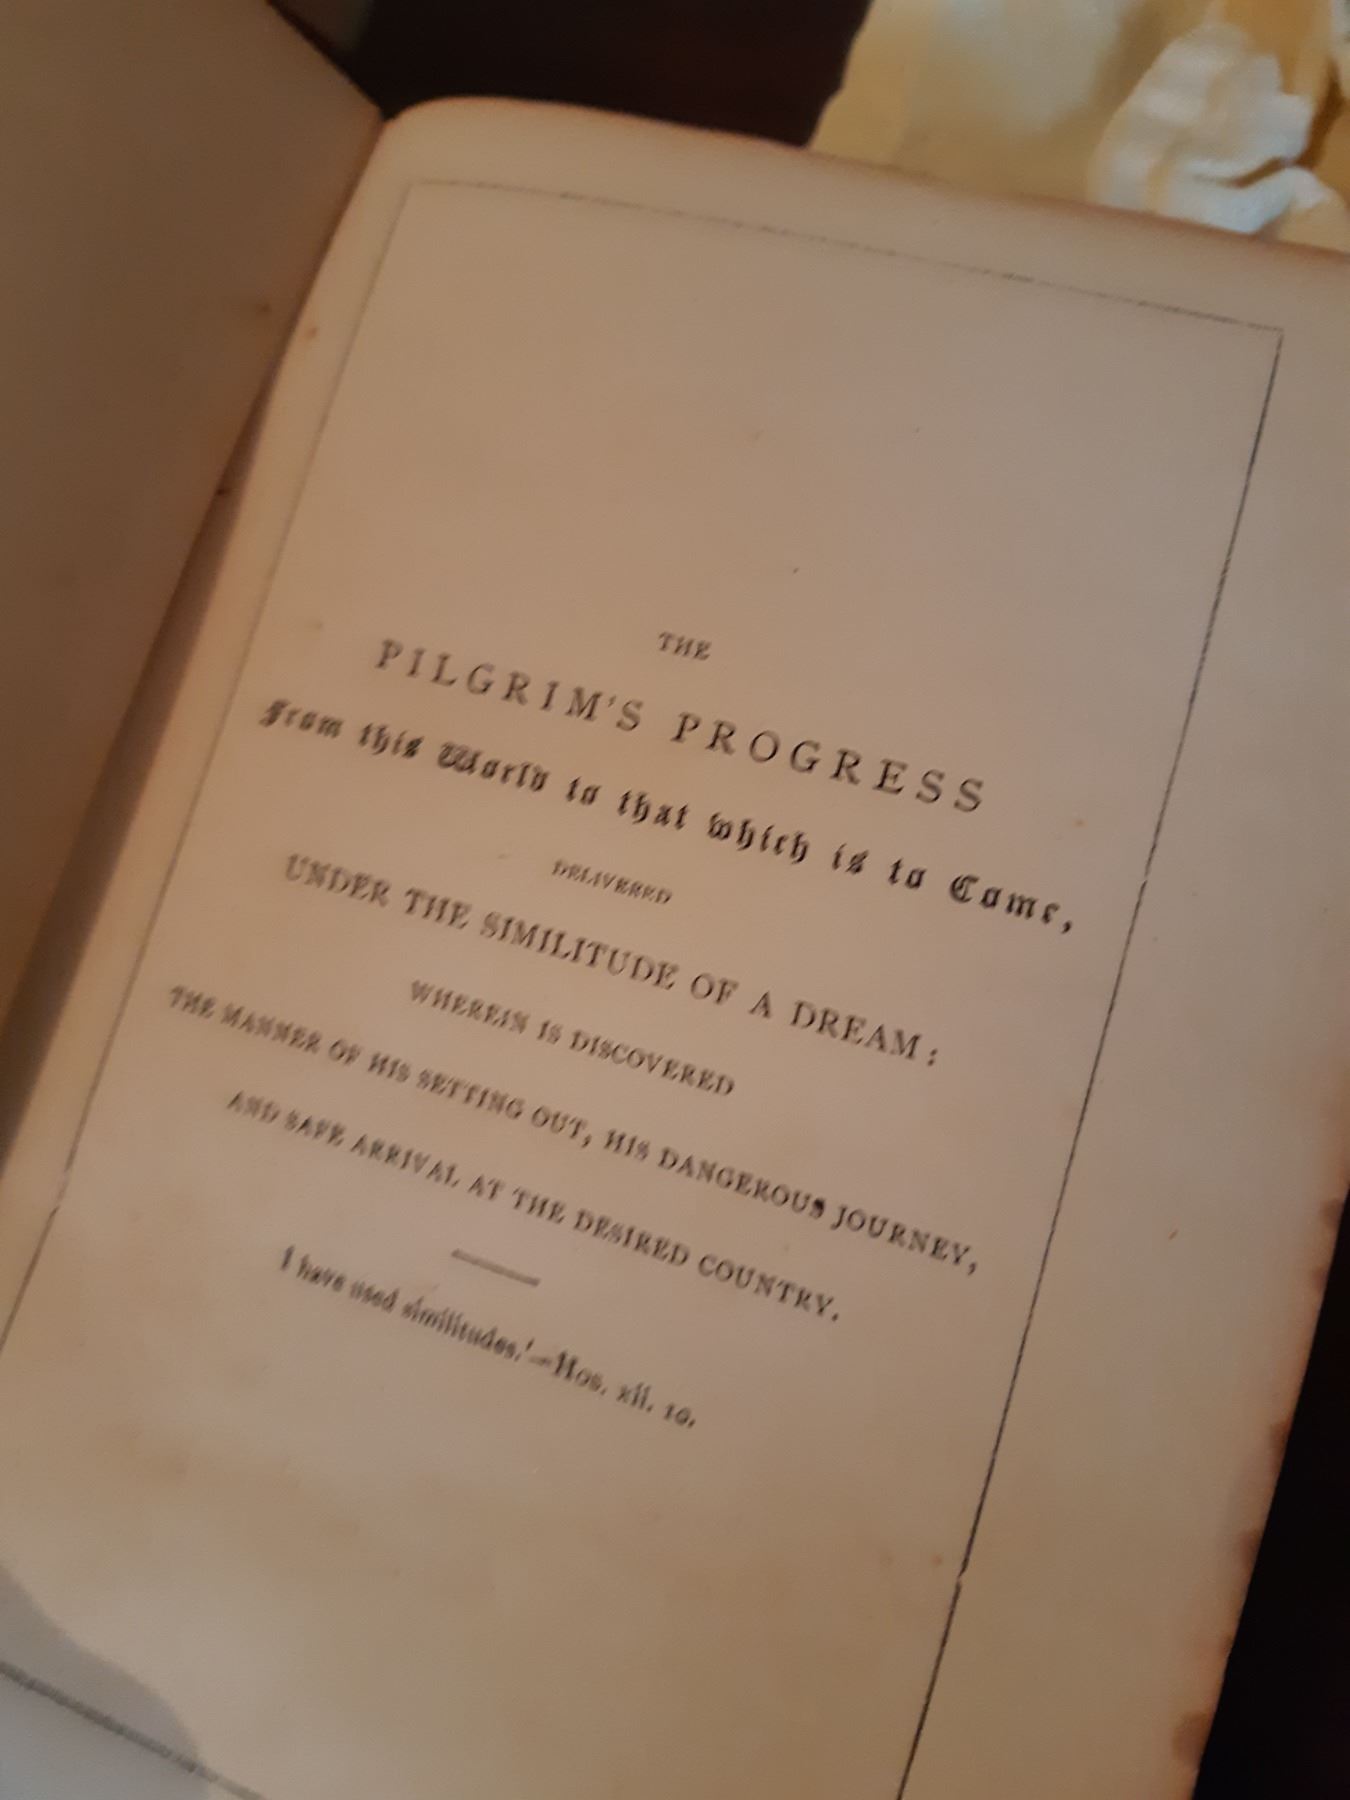 THE
PILGRIM'S PROGRESS
From this World to that which is to Come,
DELIVERED
UNDER THE SIMILITUDE OF A DREAM:
WHEREIN IS DISCOVERED
THE MANNER OF HIS SETTING OUT, HIS DANGEROUS JOURNEY,
AND SAFE ARRIVAL AT THE DESIRED COUNTRY.
I have used similitudes.'—Hos. xii. 10.